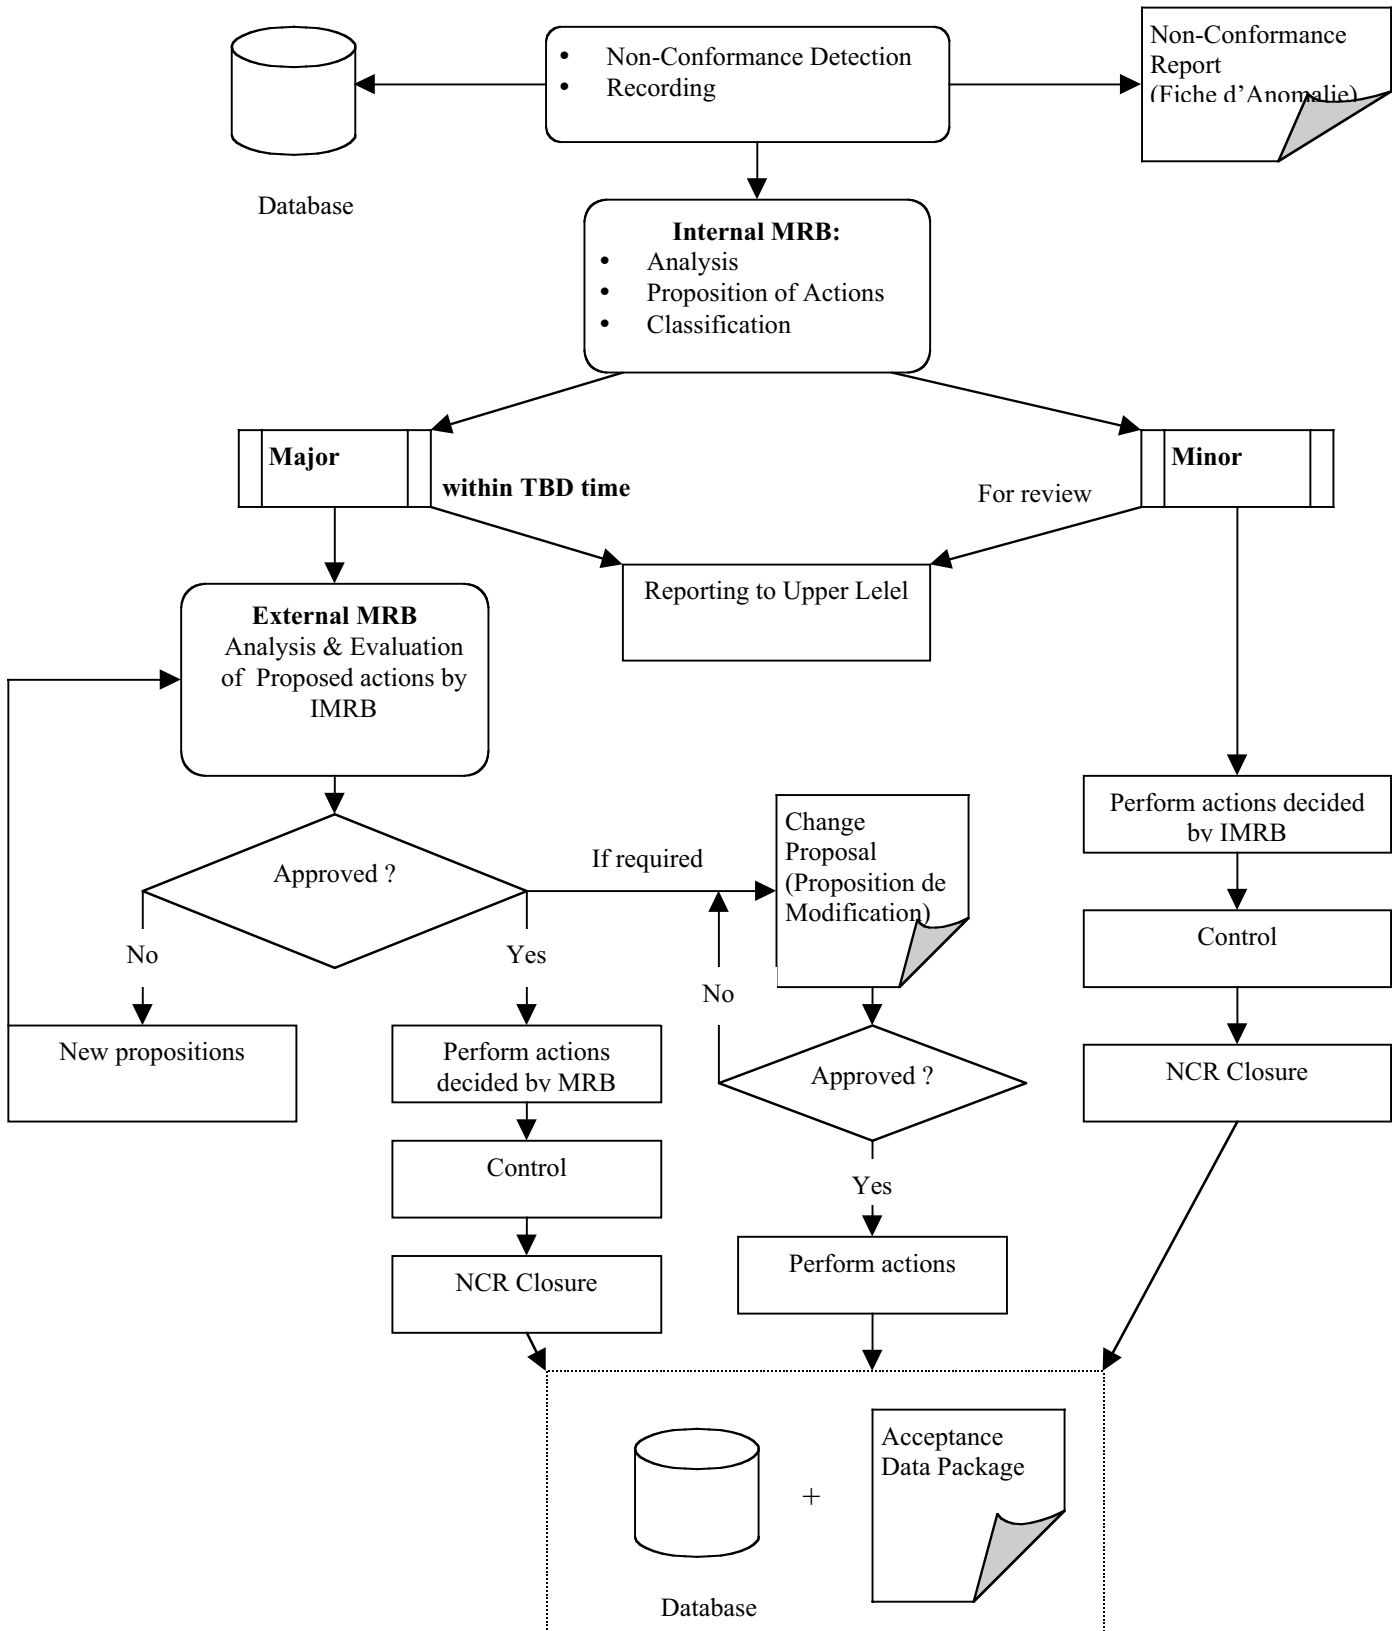 • Non-Conformance Detection
• Recording
Non-Conformance
Report
(Fiche d'Anomalie)
Database
Internal MRB:
• Analysis
• Proposition of Actions
• Classification
Major
within TBD time
For review
Minor
Reporting to Upper Lelel
External MRB
Analysis & Evaluation
of Proposed actions by
IMRB
Approved ?
If required
Change
Proposal
(Proposition de
Modification)
Perform actions decided
by IMRB
Control
No
Yes
No
New propositions
Perform actions
decided by MRB
Approved ?
NCR Closure
Control
Yes
NCR Closure
Perform actions
Acceptance
Data Package
+
Database